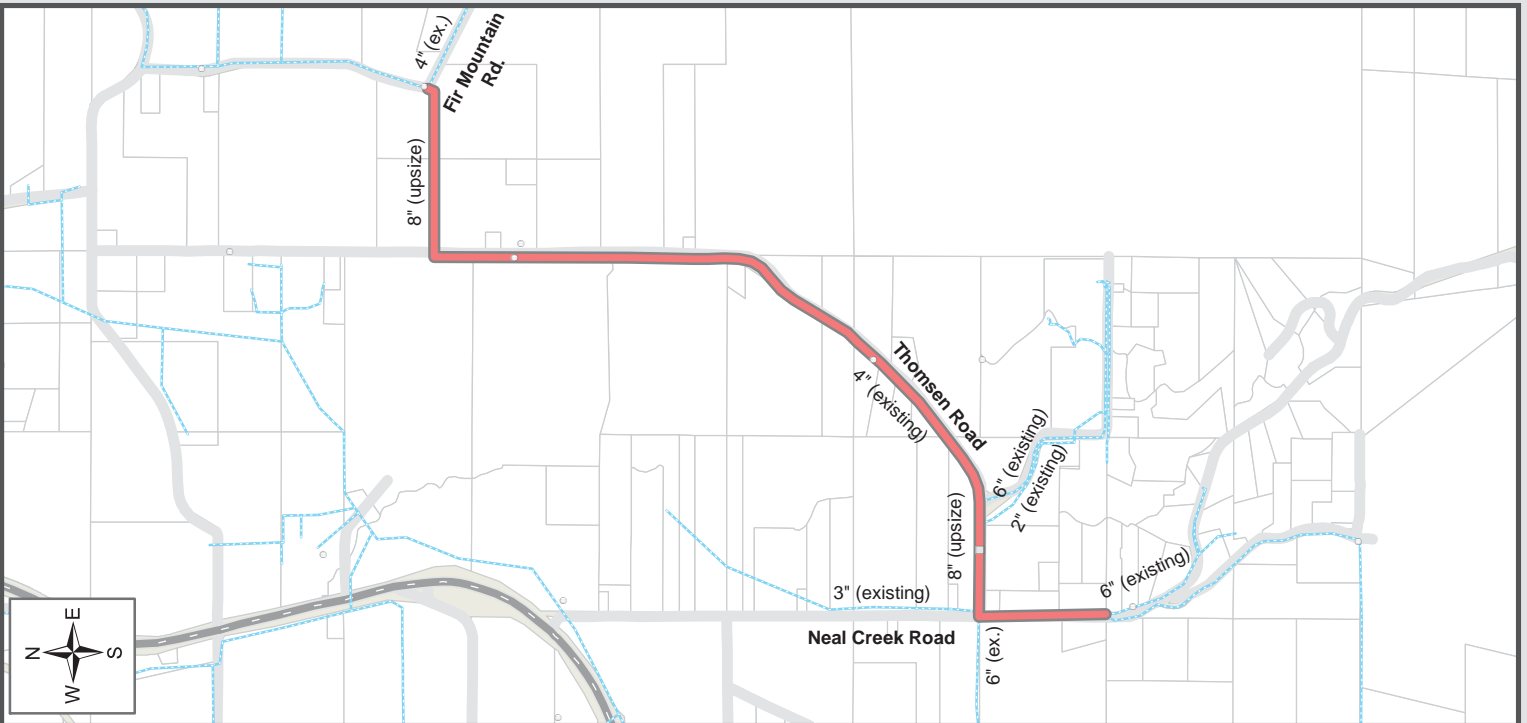 4" (ex.)
Fir Mountain
Rd.
8" (upsize)
Thomsen Road
4" (existing)
6" (existing)
2" (existing)
8" (upsize)
3" (existing)
6" (existing)
Neal Creek Road
6" (ex.)
N
E
S
W